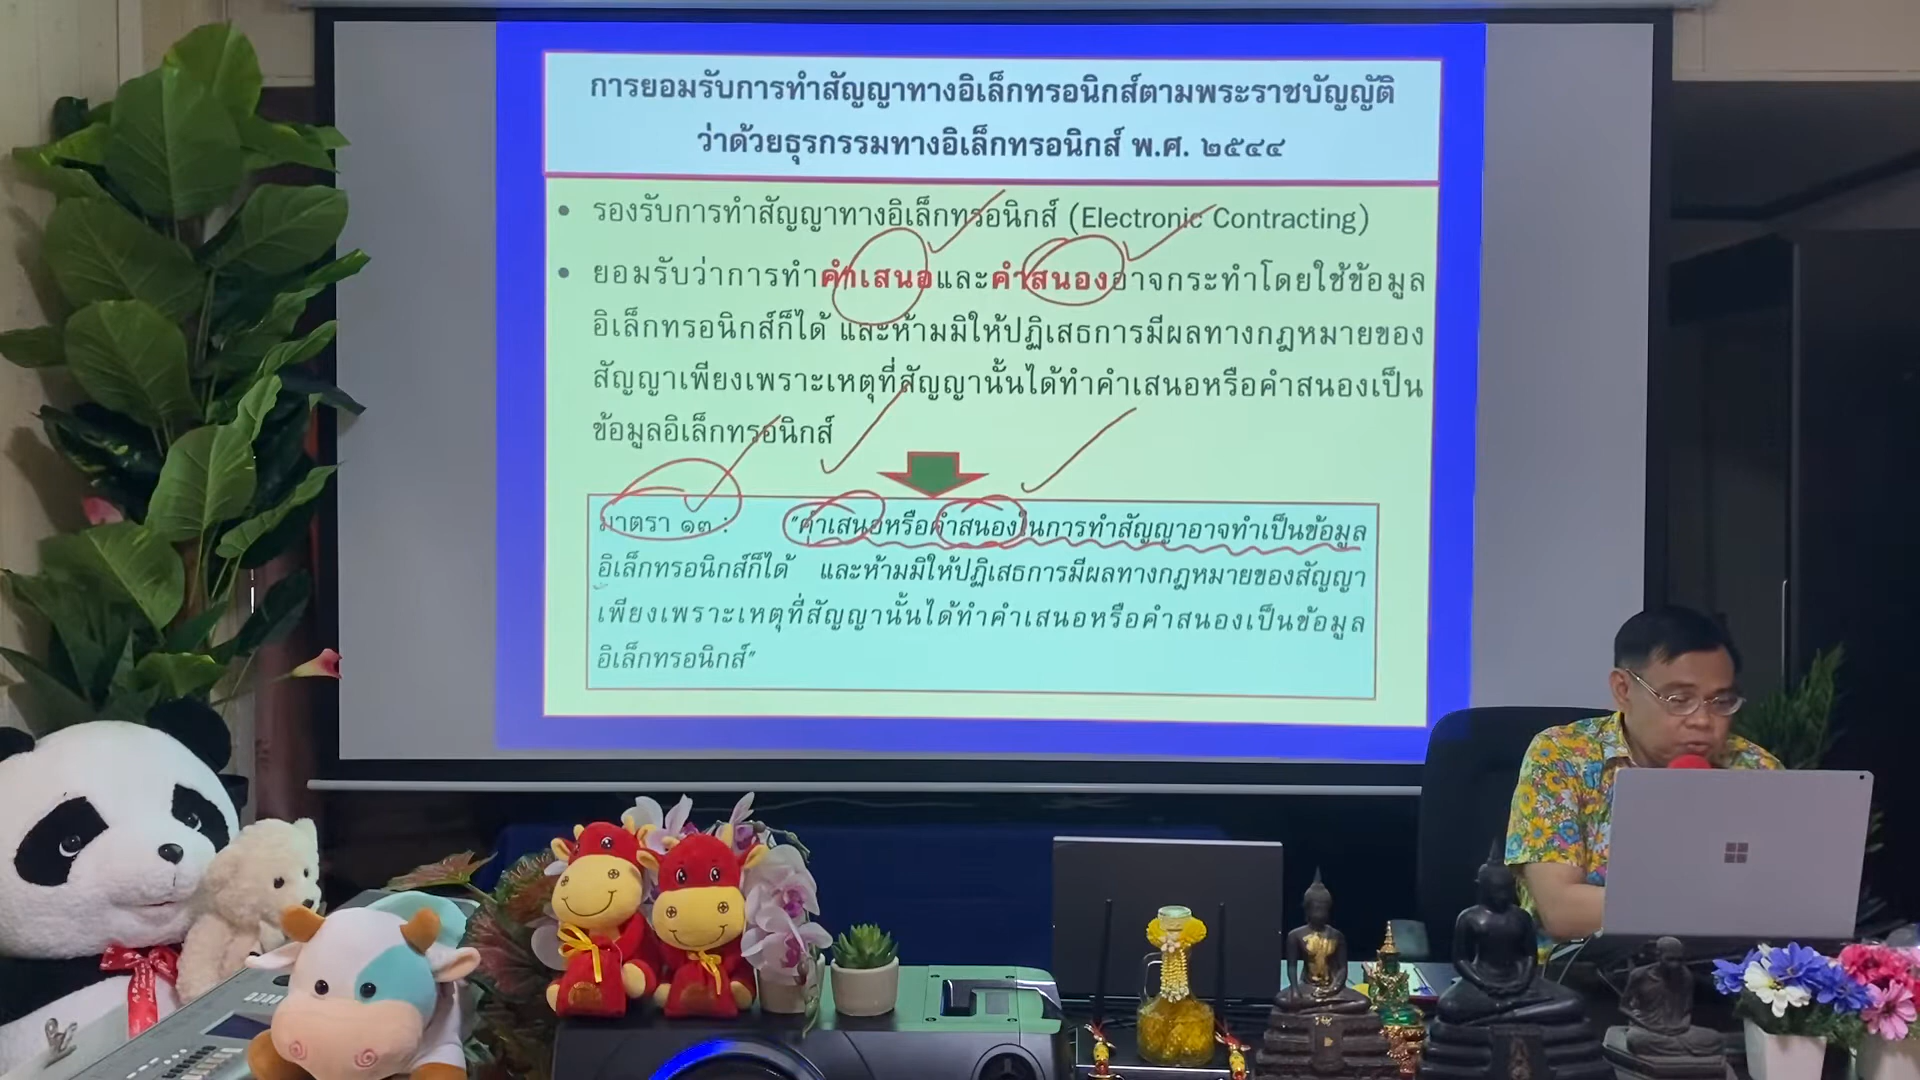 การยอมรับการทำสัญญาทางอิเล็กทรอนิกส์ตามพระราชบัญญัติ
ว่าด้วยธุรกรรมทางอิเล็กทรอนิกส์ พ.ศ. ๒๕๔๔
• รองรับการทำสัญญาทางอิเล็กทรอนิกส์ (Electronic Contracting)
• ยอมรับว่าการทำคำเสนอและคำสนองอาจกระทำโดยใช้ข้อมูล
อิเล็กทรอนิกส์ก็ได้ และห้ามมิให้ปฏิเสธการมีผลทางกฎหมายของ
สัญญาเพียงเพราะเหตุที่สัญญานั้นได้ทำคำเสนอหรือคำสนองเป็น
ข้อมูลอิเล็กทรอนิกส์
มาตรา ๑๓ : "คำเสนอหรือคำสนองในการทำสัญญาอาจทำเป็นข้อมูล
อิเล็กทรอนิกส์ก็ได้ และห้ามมิให้ปฏิเสธการมีผลทางกฎหมายของสัญญา
เพียงเพราะเหตุที่สัญญานั้นได้ทำคำเสนอหรือคำสนองเป็นข้อมูล
อิเล็กทรอนิกส์"